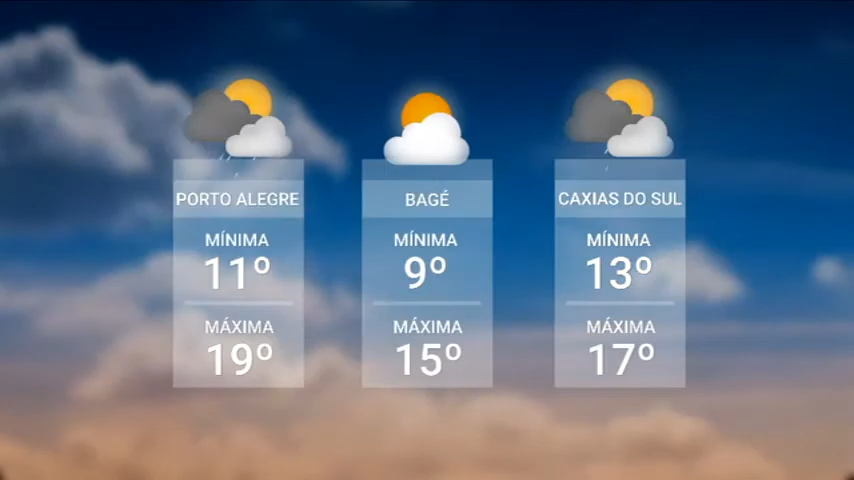 PORTO ALEGRE
MÍNIMA
11º
MÁXIMA
19º
BAGÉ
MÍNIMA
9º
MÁXIMA
15º
CAXIAS DO SUL
MÍNIMA
13º
MÁXIMA
17º